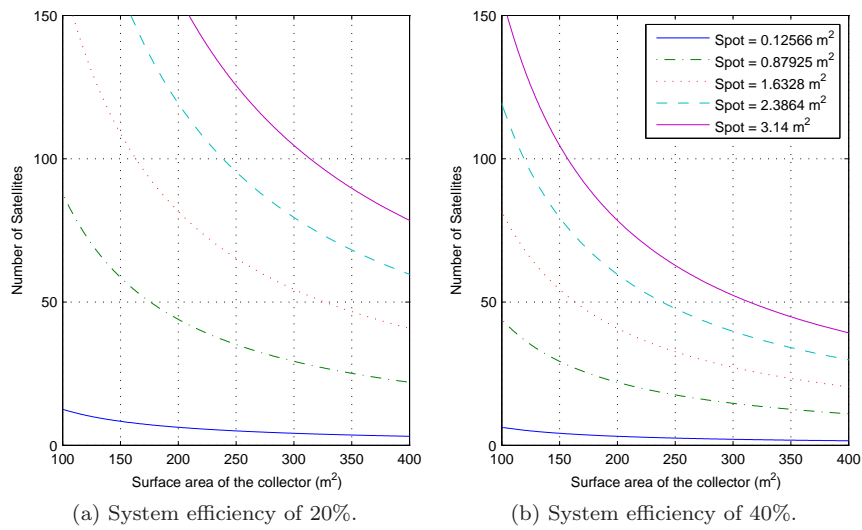 150
100
50
0
Number of Satellites
100 150 200 250 300 350 400
Surface area of the collector (m²)
(a) System efficiency of 20%.
150
100
50
0
Number of Satellites
Spot = 0.12566 m²
Spot = 0.87925 m²
Spot = 1.6328 m²
Spot = 2.3864 m²
Spot = 3.14 m²
100 150 200 250 300 350 400
Surface area of the collector (m²)
(b) System efficiency of 40%.